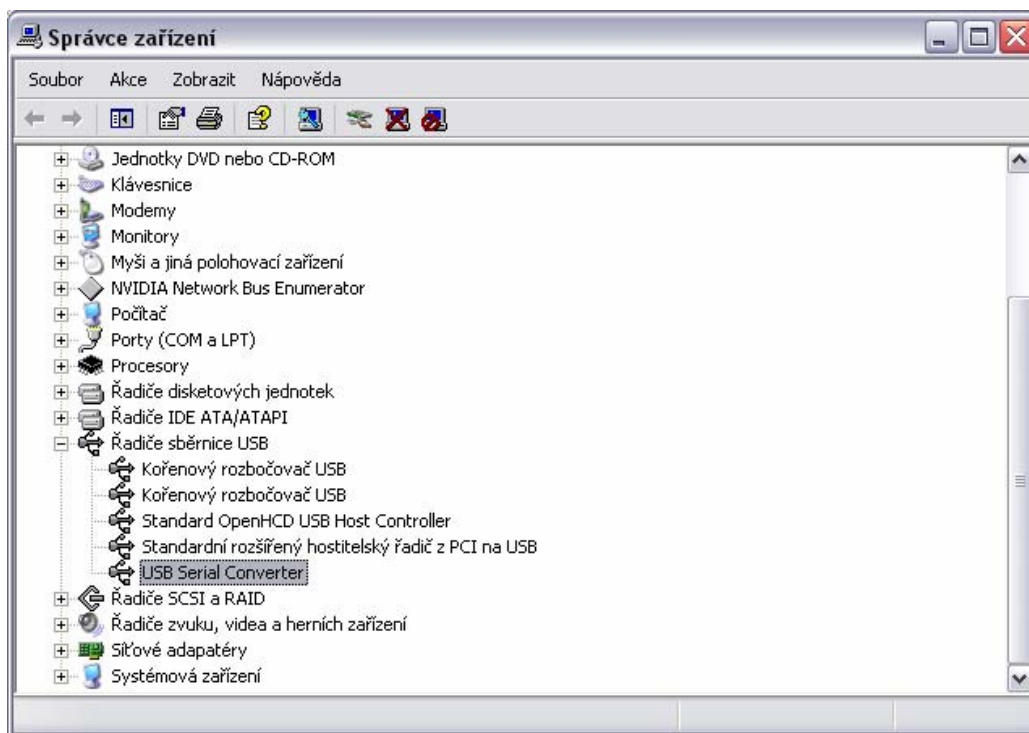 Správce zařízení
Soubor Akce Zobrazit Nápověda
Jednotky DVD nebo CD-ROM
Klávesnice
Modemy
Monitory
Myši a jiná polohovací zařízení
NVIDIA Network Bus Enumerator
Počítač
Porty (COM a LPT)
Procesory
Řadiče disketových jednotek
Řadiče IDE ATA/ATAPI
Řadiče sběrnice USB
Kořenový rozbočovač USB
Kořenový rozbočovač USB
Standard OpenHCD USB Host Controller
Standardní rozšířený hostitelský řadič z PCI na USB
USB Serial Converter
Řadiče SCSI a RAID
Řadiče zvuku, videa a herních zařízení
Síťové adapatéry
Systémová zařízení